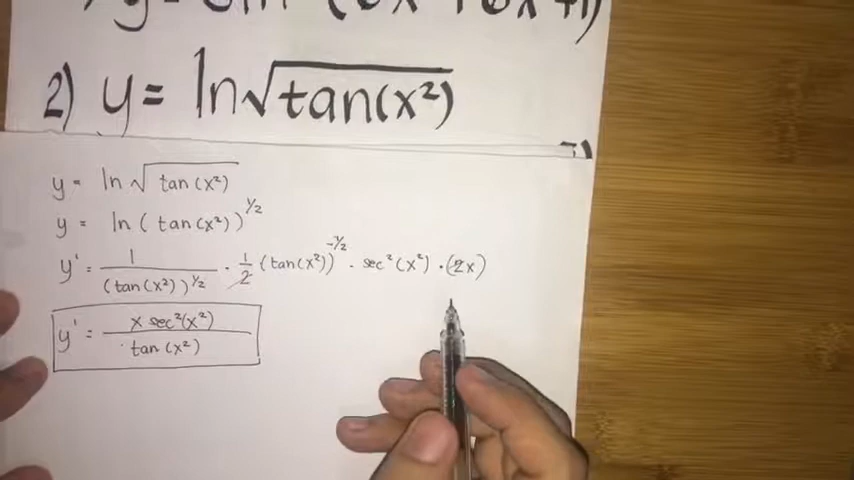 2) y = ln√tan(x²)
y = ln √tan(x²)
y = ln (tan(x²))^1/2
y' = 1/(tan(x²))^1/2 · 1/2 (tan(x²))^-1/2 · sec²(x²) · (2x)
y' = x sec²(x²)/tan(x²)